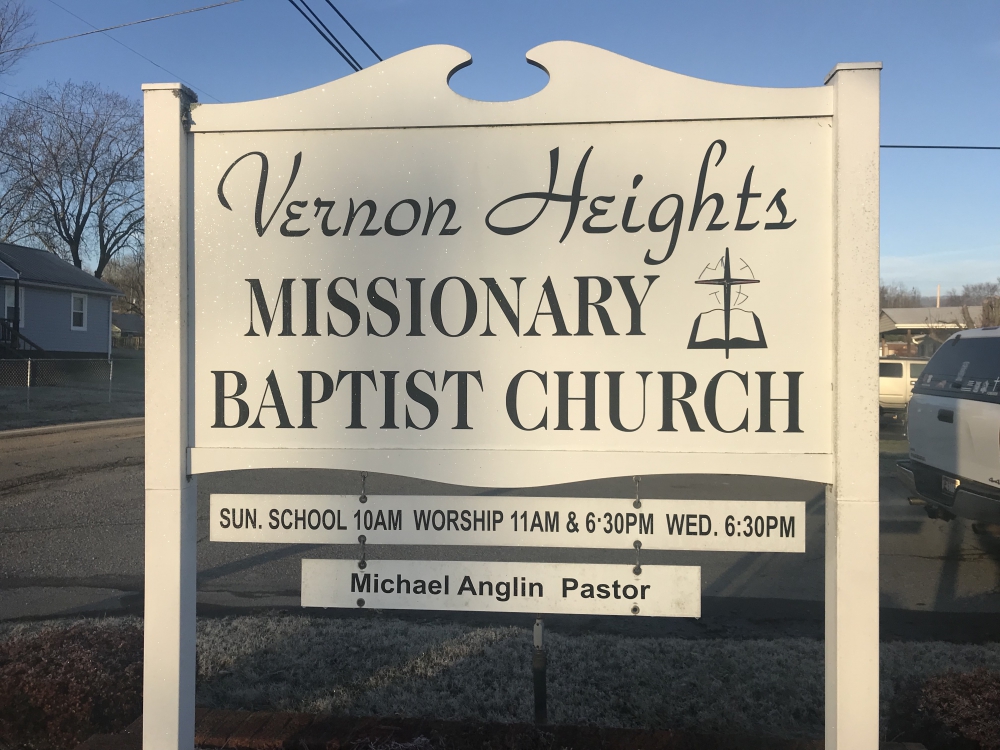 Vernon Heights
MISSIONARY
BAPTIST CHURCH
SUN. SCHOOL 10AM WORSHIP 11AM & 6:30PM WED. 6:30PM
Michael Anglin Pastor